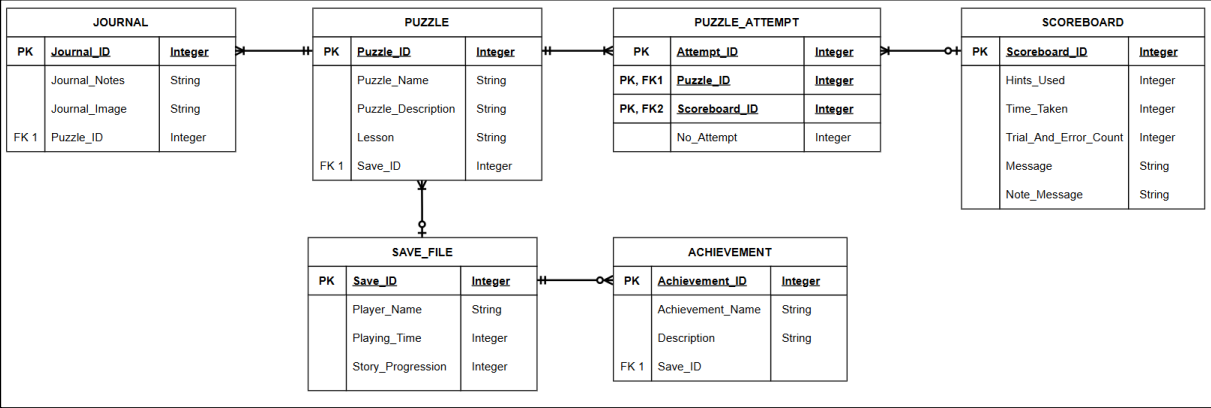 JOURNAL
PK Journal_ID Integer
Journal_Notes String
Journal_Image String
FK 1 Puzzle_ID Integer
PUZZLE
PK Puzzle_ID Integer
Puzzle_Name String
Puzzle_Description String
Lesson String
FK 1 Save_ID Integer
PUZZLE_ATTEMPT
PK Attempt_ID Integer
PK, FK1 Puzzle_ID Integer
PK, FK2 Scoreboard_ID Integer
No_Attempt Integer
SCOREBOARD
PK Scoreboard_ID Integer
Hints_Used Integer
Time_Taken Integer
Trial_And_Error_Count Integer
Message String
Note_Message String
SAVE_FILE
PK Save_ID Integer
Player_Name String
Playing_Time Integer
Story_Progression Integer
ACHIEVEMENT
PK Achievement_ID Integer
Achievement_Name String
Description String
FK 1 Save_ID